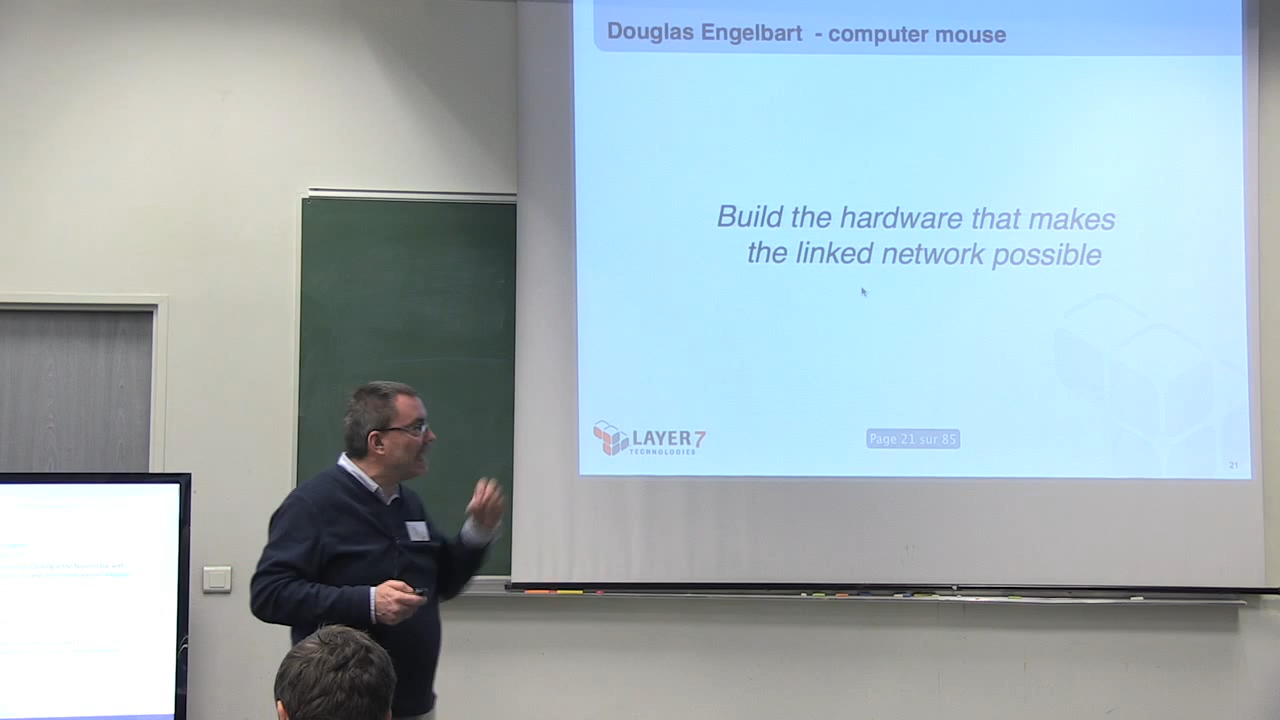 Douglas Engelbart - computer mouse
Build the hardware that makes
the linked network possible
LAYER 7
TECHNOLOGIES
Page 21 sur 85
21